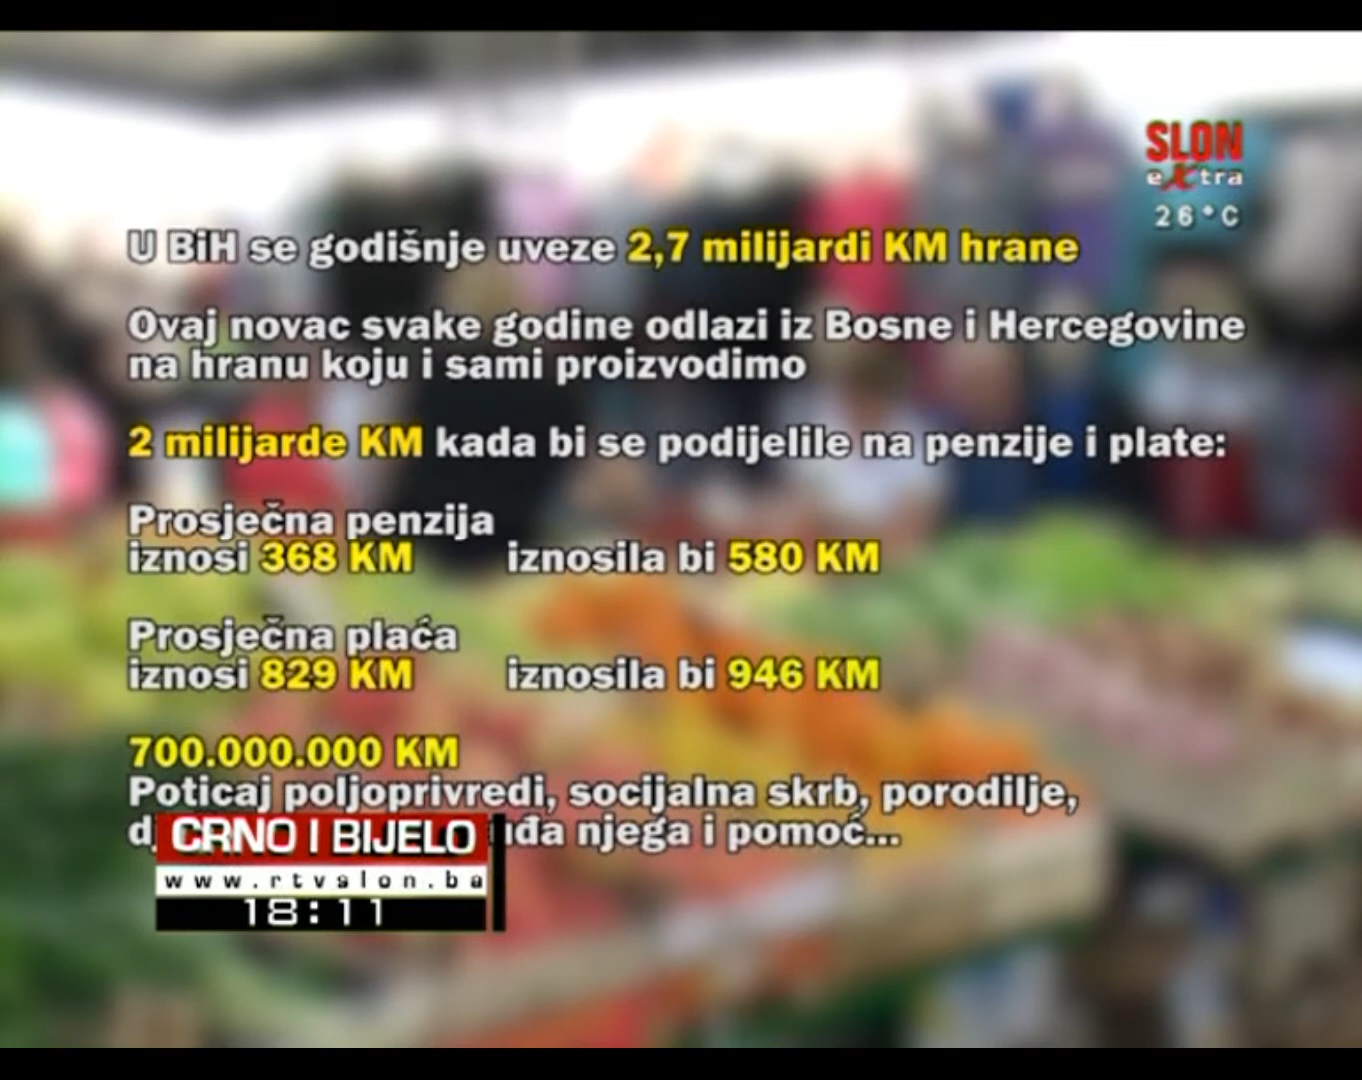 SLON
extra
26°C
U BiH se godišnje uveze 2,7 milijardi KM hrane
Ovaj novac svake godine odlazi iz Bosne i Hercegovine
na hranu koju i sami proizvodimo
2 milijarde KM kada bi se podijelile na penzije i plate:
Prosječna penzija
iznosi 368 KM iznosila bi 580 KM
Prosječna plaća
iznosi 829 KM iznosila bi 946 KM
700.000.000 KM
Poticaj poljoprivredi, socijalna skrb, porodilje,
njega i pomoć...
CRNO I BIJELO
www.rtvslon.ba
18:11